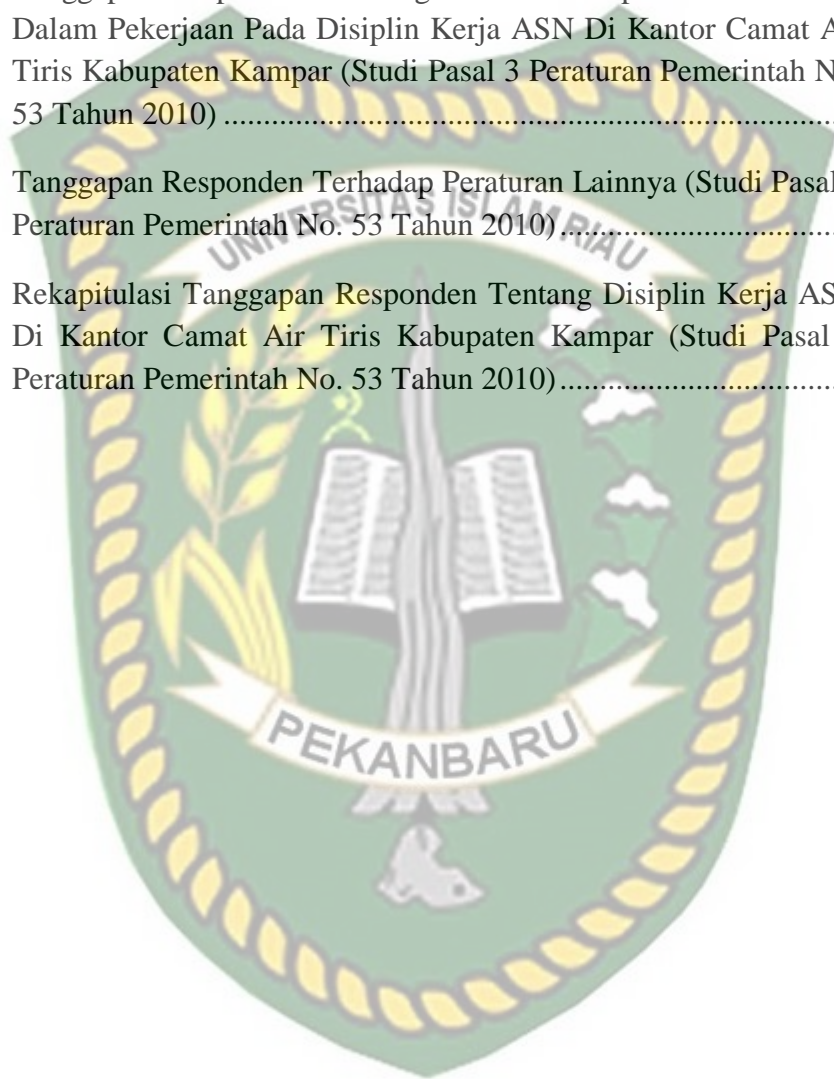 Dalam Pekerjaan Pada Disiplin Kerja ASN Di Kantor Camat A
Tiris Kabupaten Kampar (Studi Pasal 3 Peraturan Pemerintah N
53 Tahun 2010) ........................................................................
Tanggapan Responden Terhadap Peraturan Lainnya (Studi Pasal
Peraturan Pemerintah No. 53 Tahun 2010) ................................
Rekapitulasi Tanggapan Responden Tentang Disiplin Kerja AS
Di Kantor Camat Air Tiris Kabupaten Kampar (Studi Pasal
Peraturan Pemerintah No. 53 Tahun 2010) ................................
UNIVERSITAS ISLAM RIAU
PEKANBARU